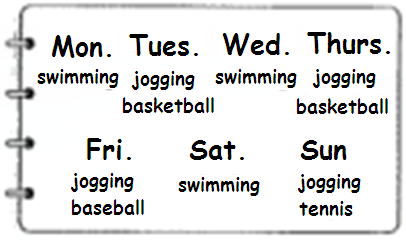 Mon. Tues. Wed. Thurs.
swimming jogging swimming jogging
basketball basketball
Fri. Sat. Sun
jogging swimming jogging
baseball tennis